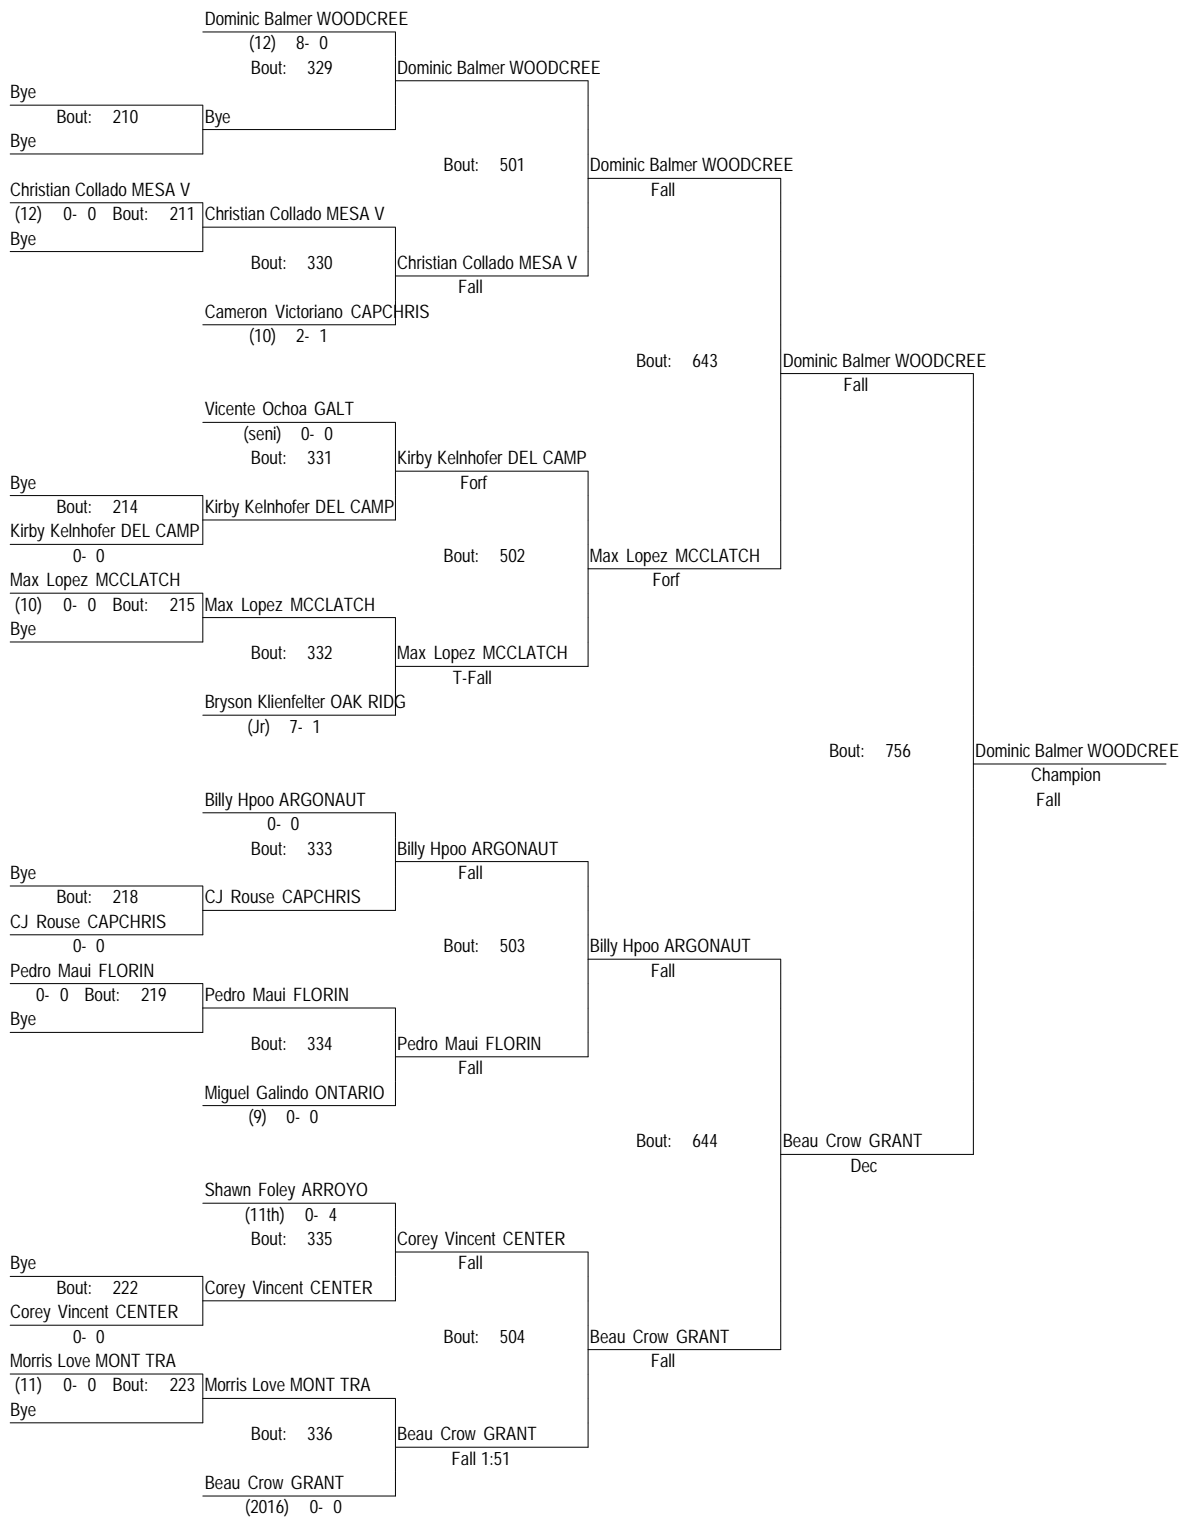 Dominic Balmer WOODCREE
(12) 8- 0
Bout: 329
Dominic Balmer WOODCREE
Bye
Bout: 210
Bye
Bye
Bout: 501
Dominic Balmer WOODCREE
Fall
Christian Collado MESA V
(12) 0- 0 Bout: 211
Christian Collado MESA V
Bye
Bout: 330
Christian Collado MESA V
Fall
Cameron Victoriano CAPCHRIS
(10) 2- 1
Bout: 643
Dominic Balmer WOODCREE
Fall
Vicente Ochoa GALT
(seni) 0- 0
Bout: 331
Kirby Kelnhofer DEL CAMP
Forf
Bye
Bout: 214
Kirby Kelnhofer DEL CAMP
Kirby Kelnhofer DEL CAMP
0- 0
Bout: 502
Max Lopez MCCLATCH
Forf
Max Lopez MCCLATCH
(10) 0- 0 Bout: 215
Max Lopez MCCLATCH
Bye
Bout: 332
Max Lopez MCCLATCH
T-Fall
Bryson Klienfelter OAK RIDG
(Jr) 7- 1
Bout: 756
Dominic Balmer WOODCREE
Champion
Fall
Billy Hpoo ARGONAUT
0- 0
Bout: 333
Billy Hpoo ARGONAUT
Fall
Bye
Bout: 218
CJ Rouse CAPCHRIS
CJ Rouse CAPCHRIS
0- 0
Bout: 503
Billy Hpoo ARGONAUT
Fall
Pedro Maui FLORIN
0- 0 Bout: 219
Pedro Maui FLORIN
Bye
Bout: 334
Pedro Maui FLORIN
Fall
Miguel Galindo ONTARIO
(9) 0- 0
Bout: 644
Beau Crow GRANT
Dec
Shawn Foley ARROYO
(11th) 0- 4
Bout: 335
Corey Vincent CENTER
Fall
Bye
Bout: 222
Corey Vincent CENTER
Corey Vincent CENTER
0- 0
Bout: 504
Beau Crow GRANT
Fall
Morris Love MONT TRA
(11) 0- 0 Bout: 223
Morris Love MONT TRA
Bye
Bout: 336
Beau Crow GRANT
Fall 1:51
Beau Crow GRANT
(2016) 0- 0